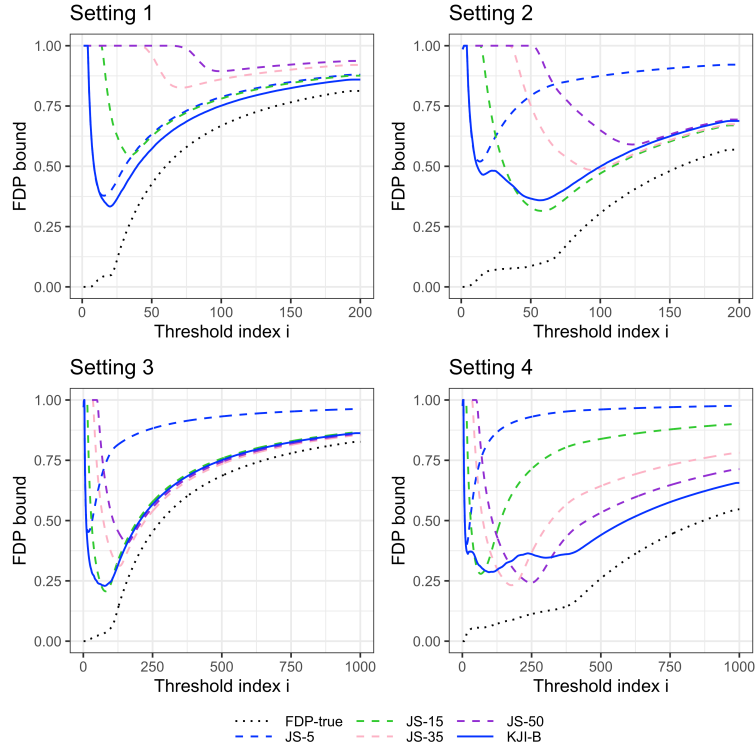 Setting 1
Setting 2
FDP bound
1.00
0.75
0.50
0.25
0.00
0
50
100
150
200
Threshold index i
FDP bound
1.00
0.75
0.50
0.25
0.00
0
50
100
150
200
Threshold index i
Setting 3
Setting 4
FDP bound
1.00
0.75
0.50
0.25
0.00
0
250
500
750
1000
Threshold index i
FDP bound
1.00
0.75
0.50
0.25
0.00
0
250
500
750
1000
Threshold index i
FDP-true
JS-15
JS-50
JS-5
JS-35
KJI-B